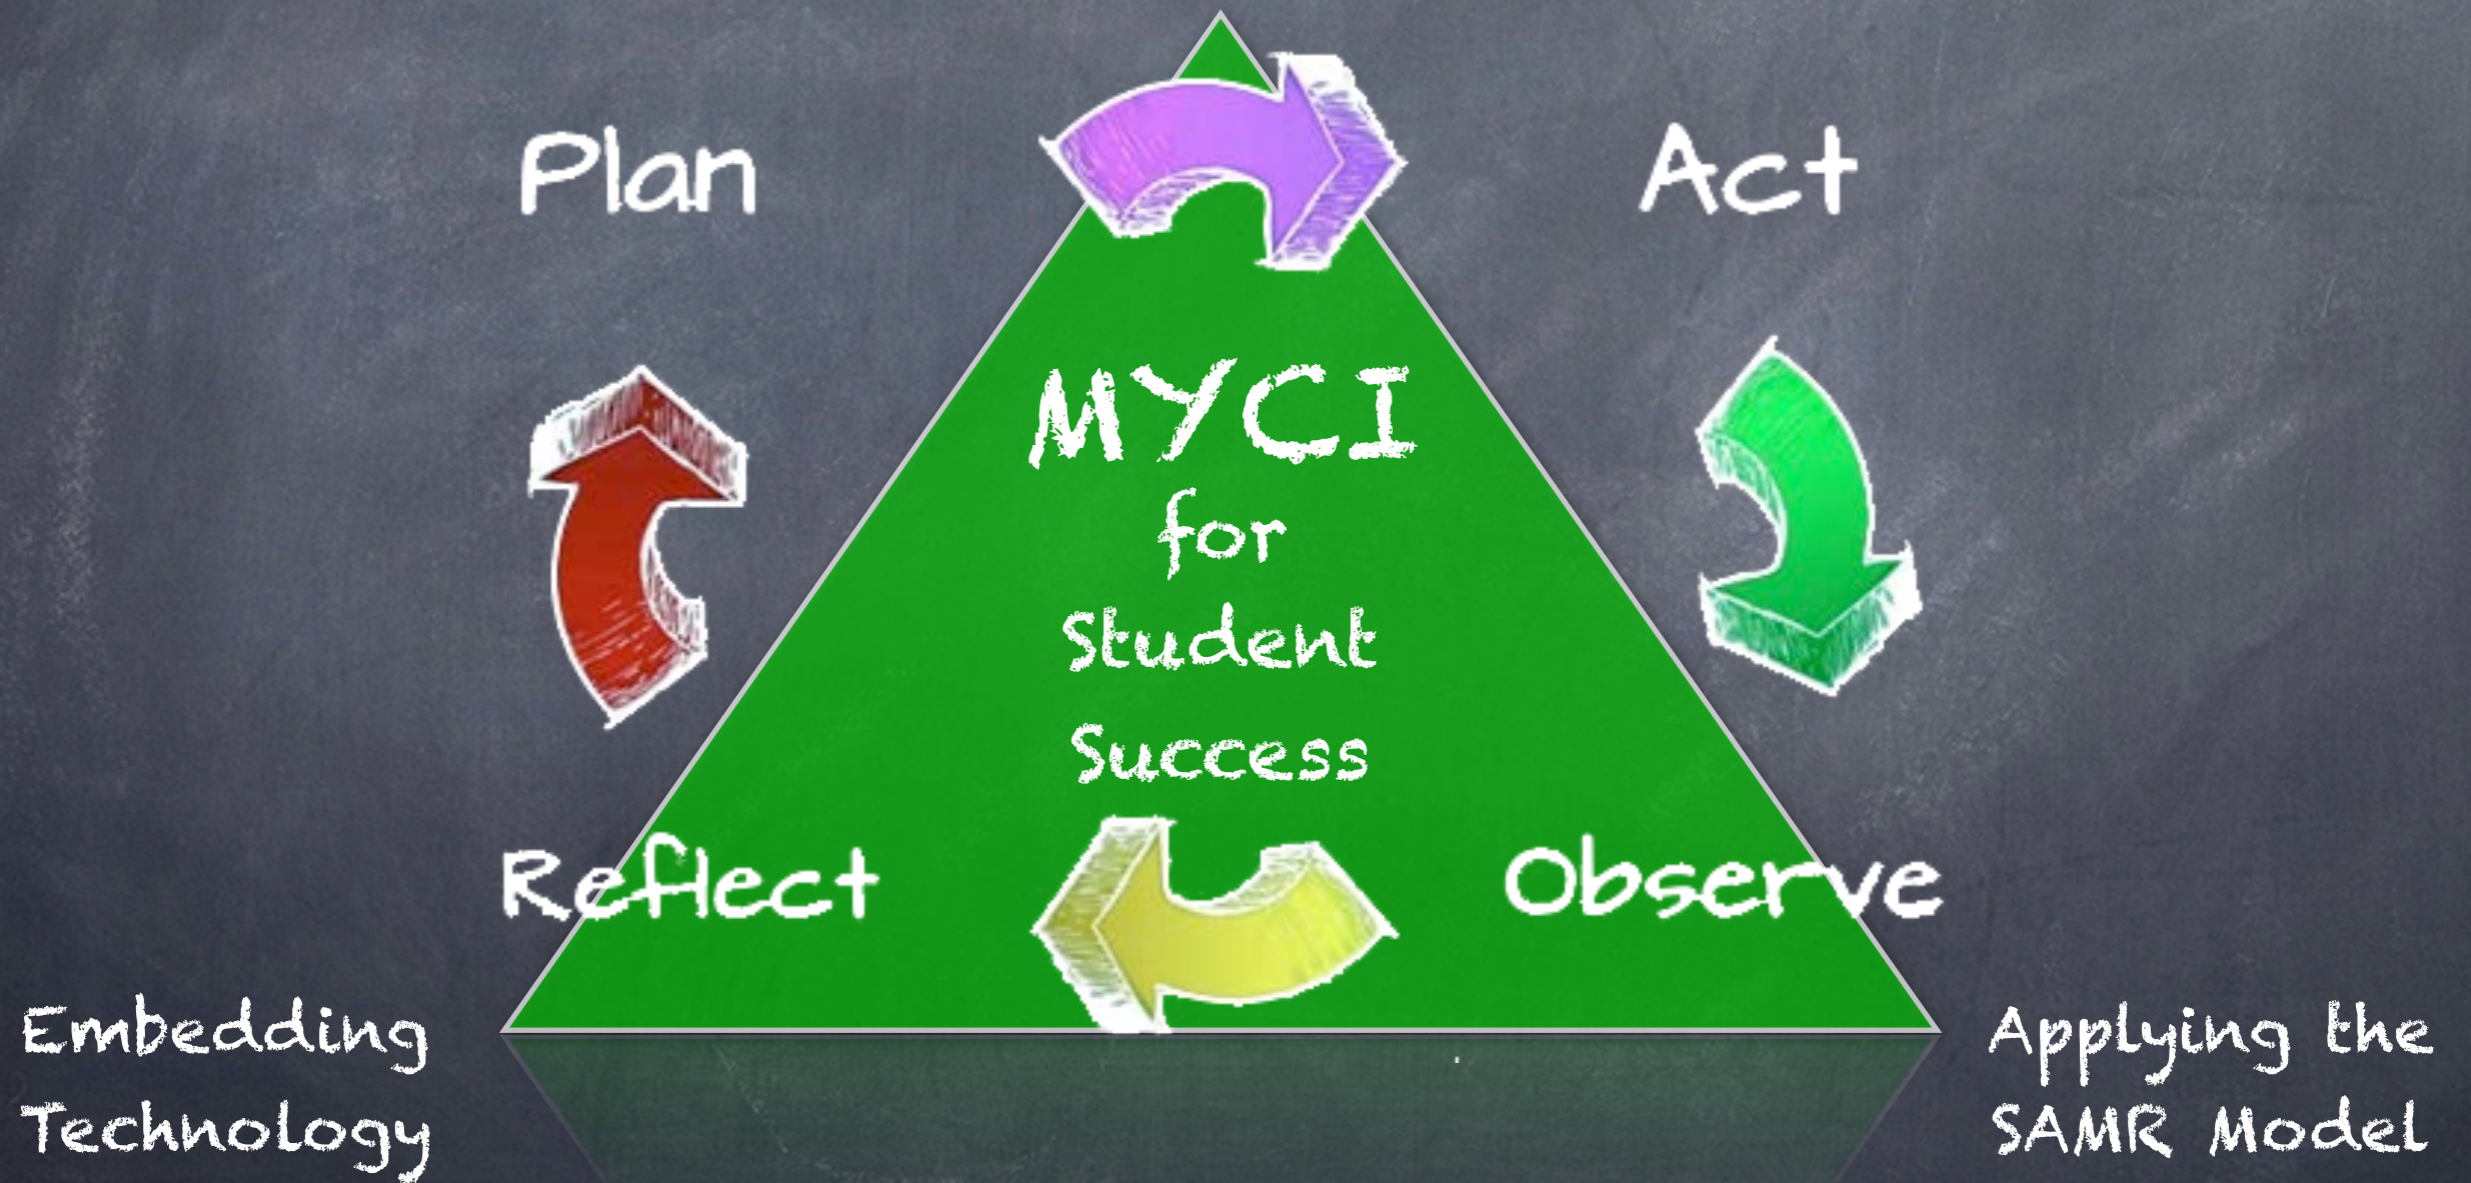 Plan
Act
MYCI
for
Student
Success
Reflect
Observe
Embedding
Technology
Applying the
SAMR Model